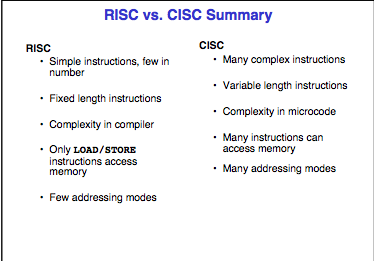 RISC vs. CISC Summary
RISC
• Simple instructions, few in
number
• Fixed length instructions
• Complexity in compiler
• Only LOAD/STORE
instructions access
memory
• Few addressing modes
CISC
• Many complex instructions
• Variable length instructions
• Complexity in microcode
• Many instructions can
access memory
• Many addressing modes